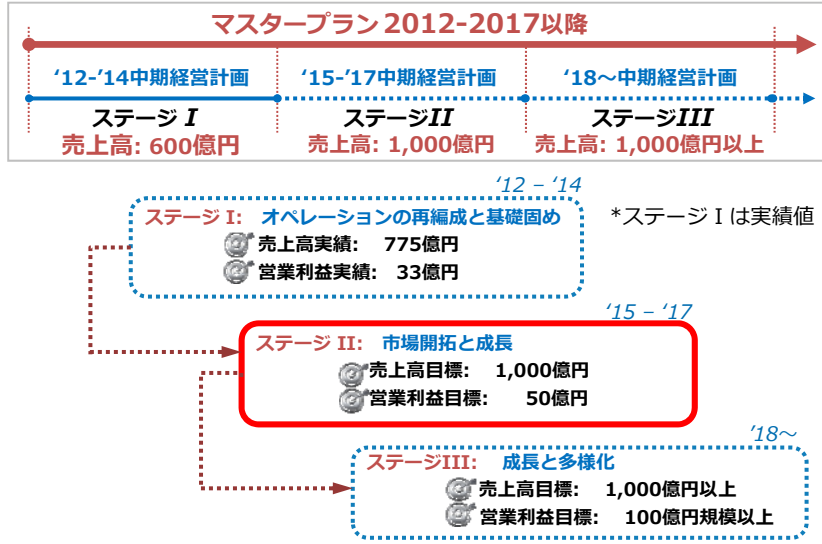 マスタープラン 2012-2017以降
‘12-’14中期経営計画 ‘15-’17中期経営計画 ‘18～中期経営計画
ステージ I ステージII ステージIII
売上高: 600億円 売上高: 1,000億円 売上高: 1,000億円以上
‘12 – ‘14
ステージ I: オペレーションの再編成と基礎固め
*ステージ I は実績値
売上高実績: 775億円
営業利益実績: 33億円
‘15 – ‘17
ステージ II: 市場開拓と成長
売上高目標: 1,000億円
営業利益目標: 50億円
’18～
ステージIII: 成長と多様化
売上高目標: 1,000億円以上
営業利益目標: 100億円規模以上